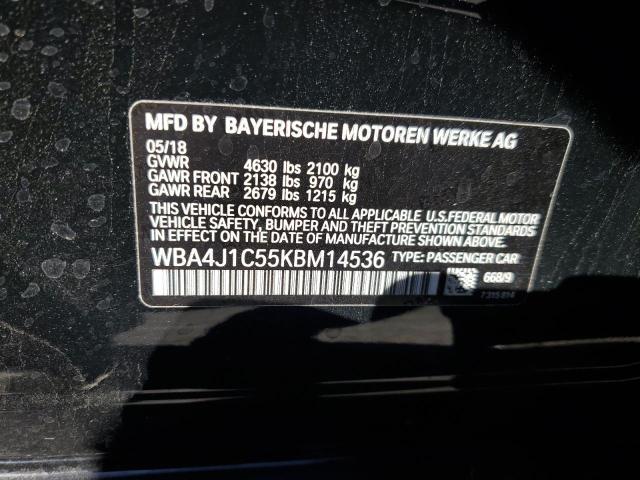 MFD BY BAYERISCHE MOTOREN WERKE AG
05/18
GVWR 4630 lbs 2100 kg
GAWR FRONT 2138 lbs 970 kg
GAWR REAR 2679 lbs 1215 kg
THIS VEHICLE CONFORMS TO ALL APPLICABLE U.S.FEDERAL MOTOR
VEHICLE SAFETY, BUMPER AND THEFT PREVENTION STANDARDS
IN EFFECT ON THE DATE OF MANUFACTURE SHOWN ABOVE.
WBA4J1C55KBM14536 TYPE: PASSENGER CAR
668/9
7315814